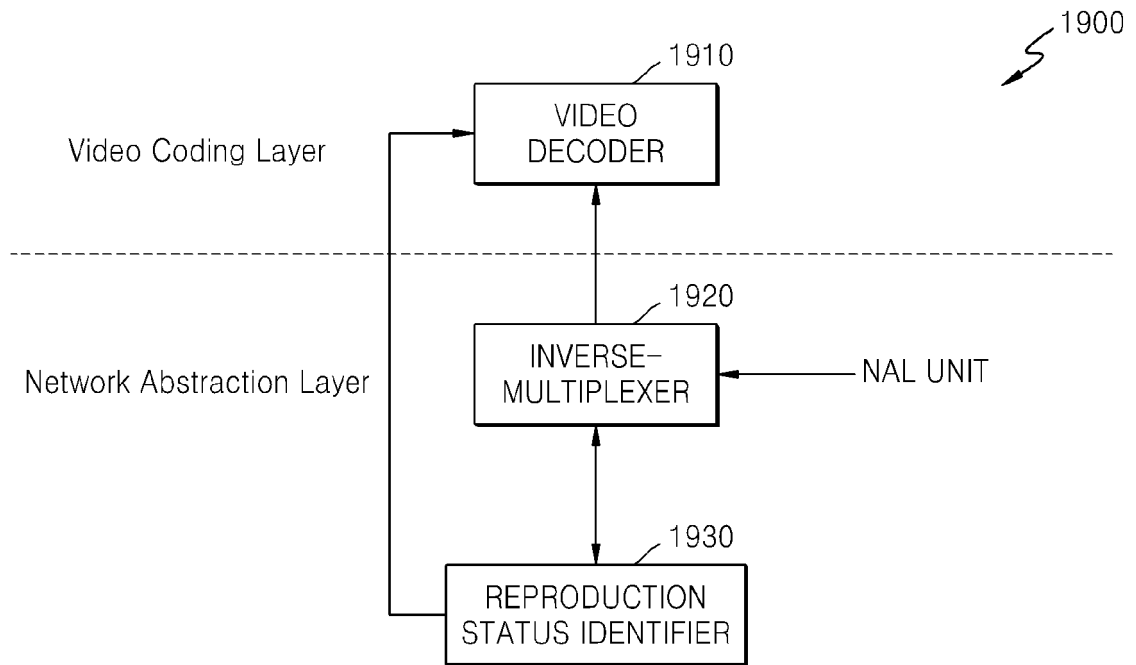 1900
1910
VIDEO
DECODER
Video Coding Layer
1920
INVERSE-
MULTIPLEXER
NAL UNIT
Network Abstraction Layer
1930
REPRODUCTION
STATUS IDENTIFIER